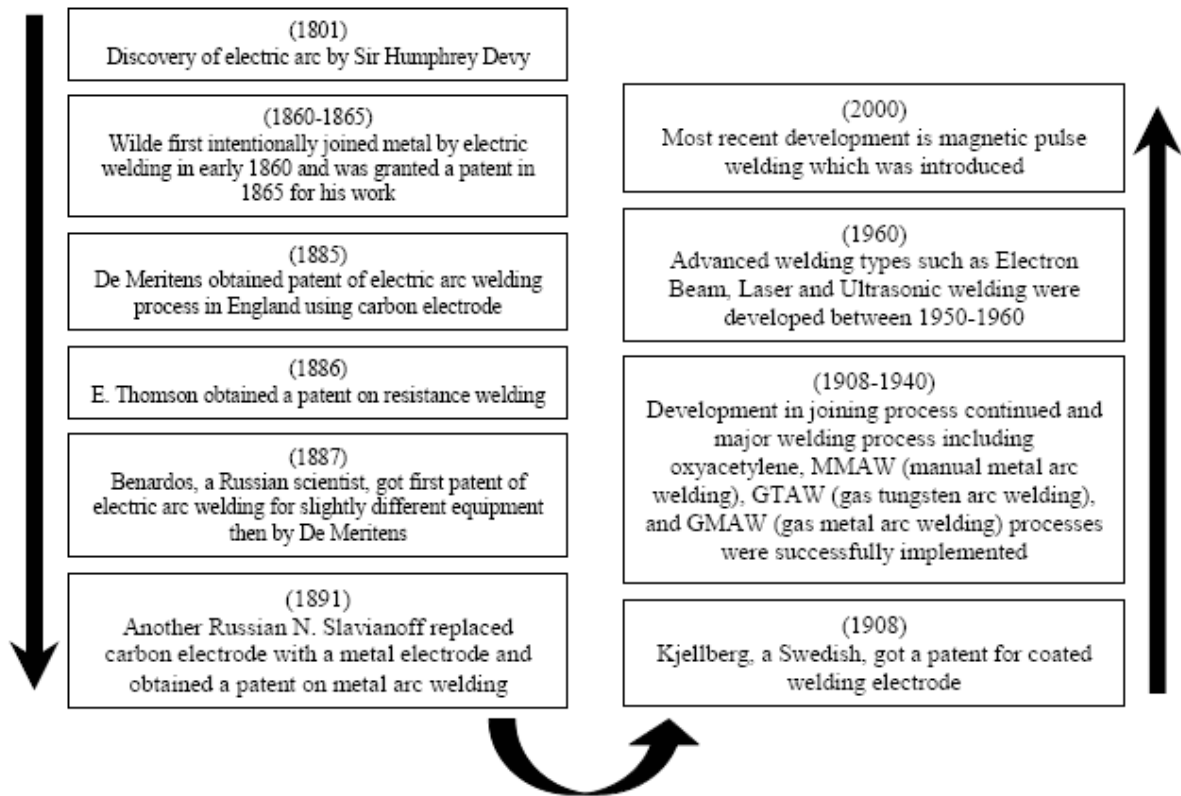 (1801)
Discovery of electric arc by Sir Humphrey Devy
(1860-1865)
Wilde first intentionally joined metal by electric
welding in early 1860 and was granted a patent in
1865 for his work
(1885)
De Meritens obtained patent of electric arc welding
process in England using carbon electrode
(1886)
E. Thomson obtained a patent on resistance welding
(1887)
Benardos, a Russian scientist, got first patent of
electric arc welding for slightly different equipment
then by De Meritens
(1891)
Another Russian N. Slavianoff replaced
carbon electrode with a metal electrode and
obtained a patent on metal arc welding
(1908)
Kjellberg, a Swedish, got a patent for coated
welding electrode
(1908-1940)
Development in joining process continued and
major welding process including
oxyacetylene, MMAW (manual metal arc
welding), GTAW (gas tungsten arc welding),
and GMAW (gas metal arc welding) processes
were successfully implemented
(1960)
Advanced welding types such as Electron
Beam, Laser and Ultrasonic welding were
developed between 1950-1960
(2000)
Most recent development is magnetic pulse
welding which was introduced